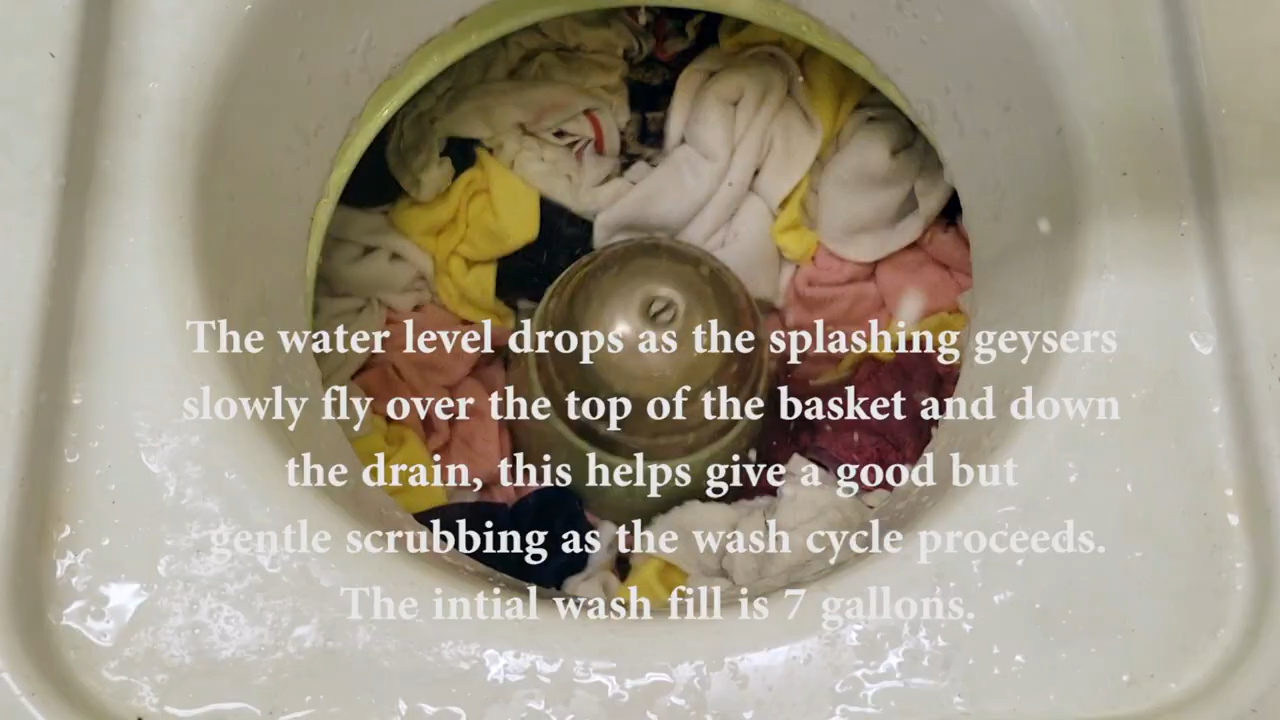 The water level drops as the splashing geysers
slowly fly over the top of the basket and down
the drain, this helps give a good but
gentle scrubbing as the wash cycle proceeds.
The intial wash fill is 7 gallons.